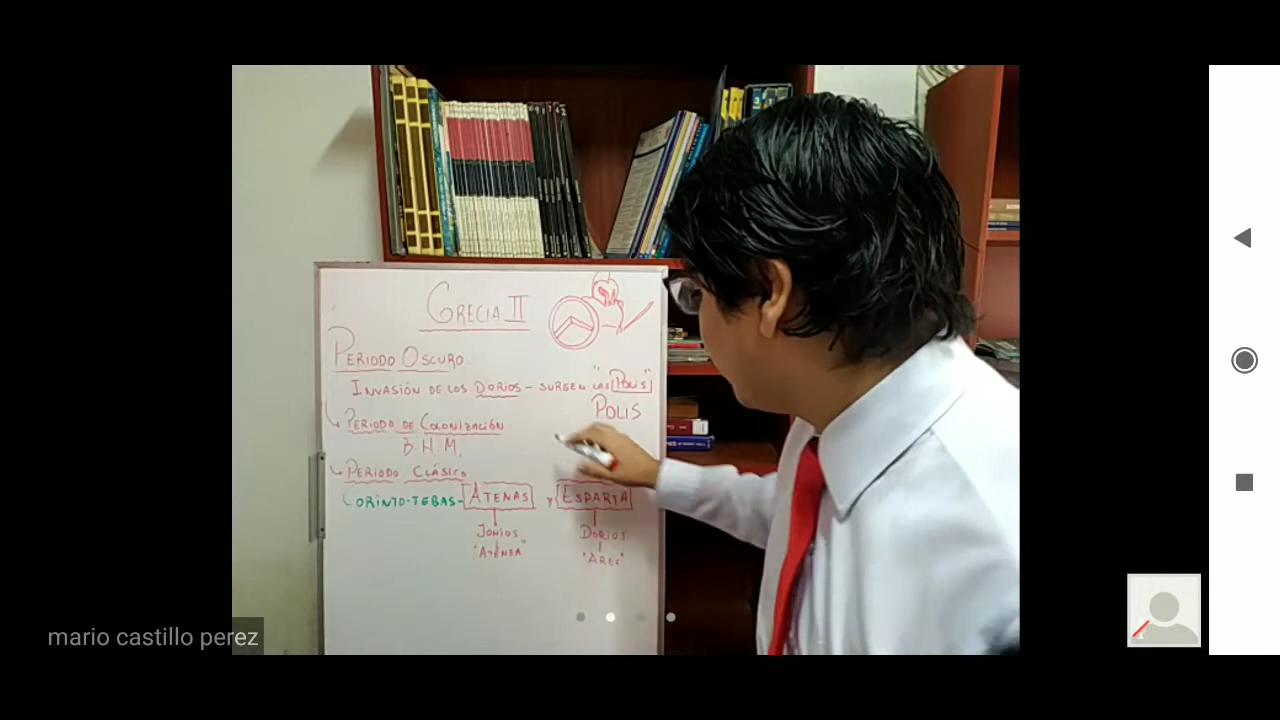 GRECIA II
PERIODO OSCURO
INVASIÓN DE LOS DORIOS - SURGEN LAS "POLIS"
POLIS
PERIODO DE COLONIZACIÓN
B.H.M.
PERIODO CLÁSICO
CORINTO-TEBAS- ATENAS Y ESPARTA
JONIOS DORIOS
"ATENEA" "ARES"
mario castillo perez